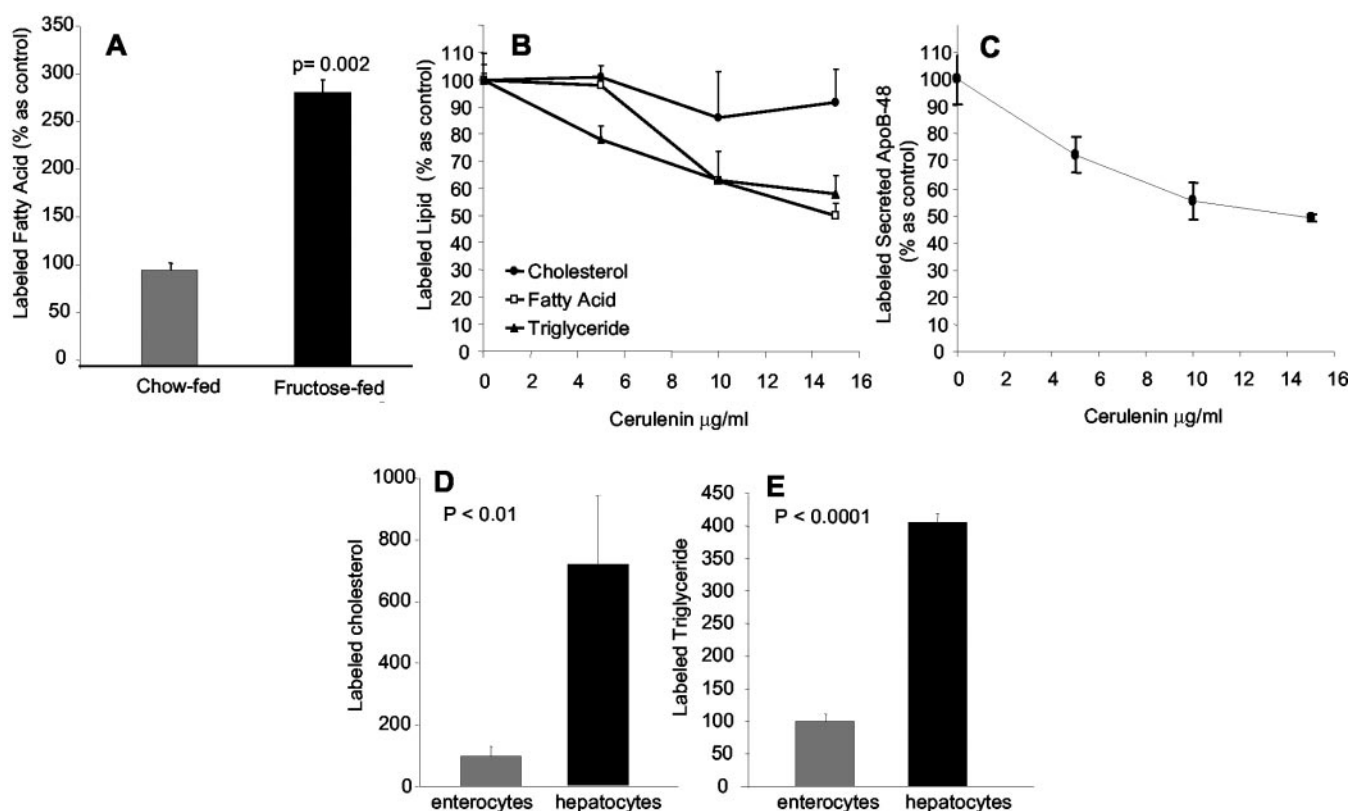 A
Labeled Fatty Acid (% as control)
350
300
250
200
150
100
50
0
p= 0.002
Chow-fed
Fructose-fed
B
Labeled Lipid (% as control)
110
100
90
80
70
60
50
40
30
20
10
0
Cholesterol
Fatty Acid
Triglyceride
0 2 4 6 8 10 12 14 16
Cerulenin μg/ml
C
Labeled Secreted ApoB-48
(% as control)
110
100
90
80
70
60
50
40
30
20
10
0
0 2 4 6 8 10 12 14 16
Cerulenin μg/ml
D
P < 0.01
Labeled cholesterol
1000
800
600
400
200
0
enterocytes hepatocytes
E
P < 0.0001
Labeled Triglyceride
450
400
350
300
250
200
150
100
50
0
enterocytes hepatocytes